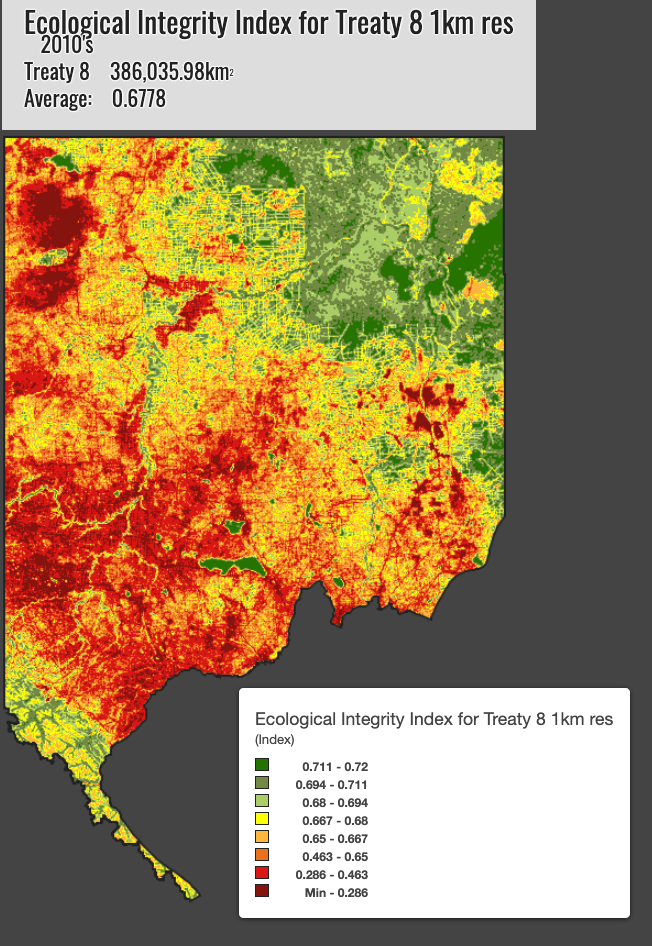 Ecological Integrity Index for Treaty 8 1km res
2010's
Treaty 8 386,035.98km²
Average: 0.6778
Ecological Integrity Index for Treaty 8 1km res
(Index)
0.711 - 0.72
0.694 - 0.711
0.68 - 0.694
0.667 - 0.68
0.65 - 0.667
0.463 - 0.65
0.286 - 0.463
Min - 0.286